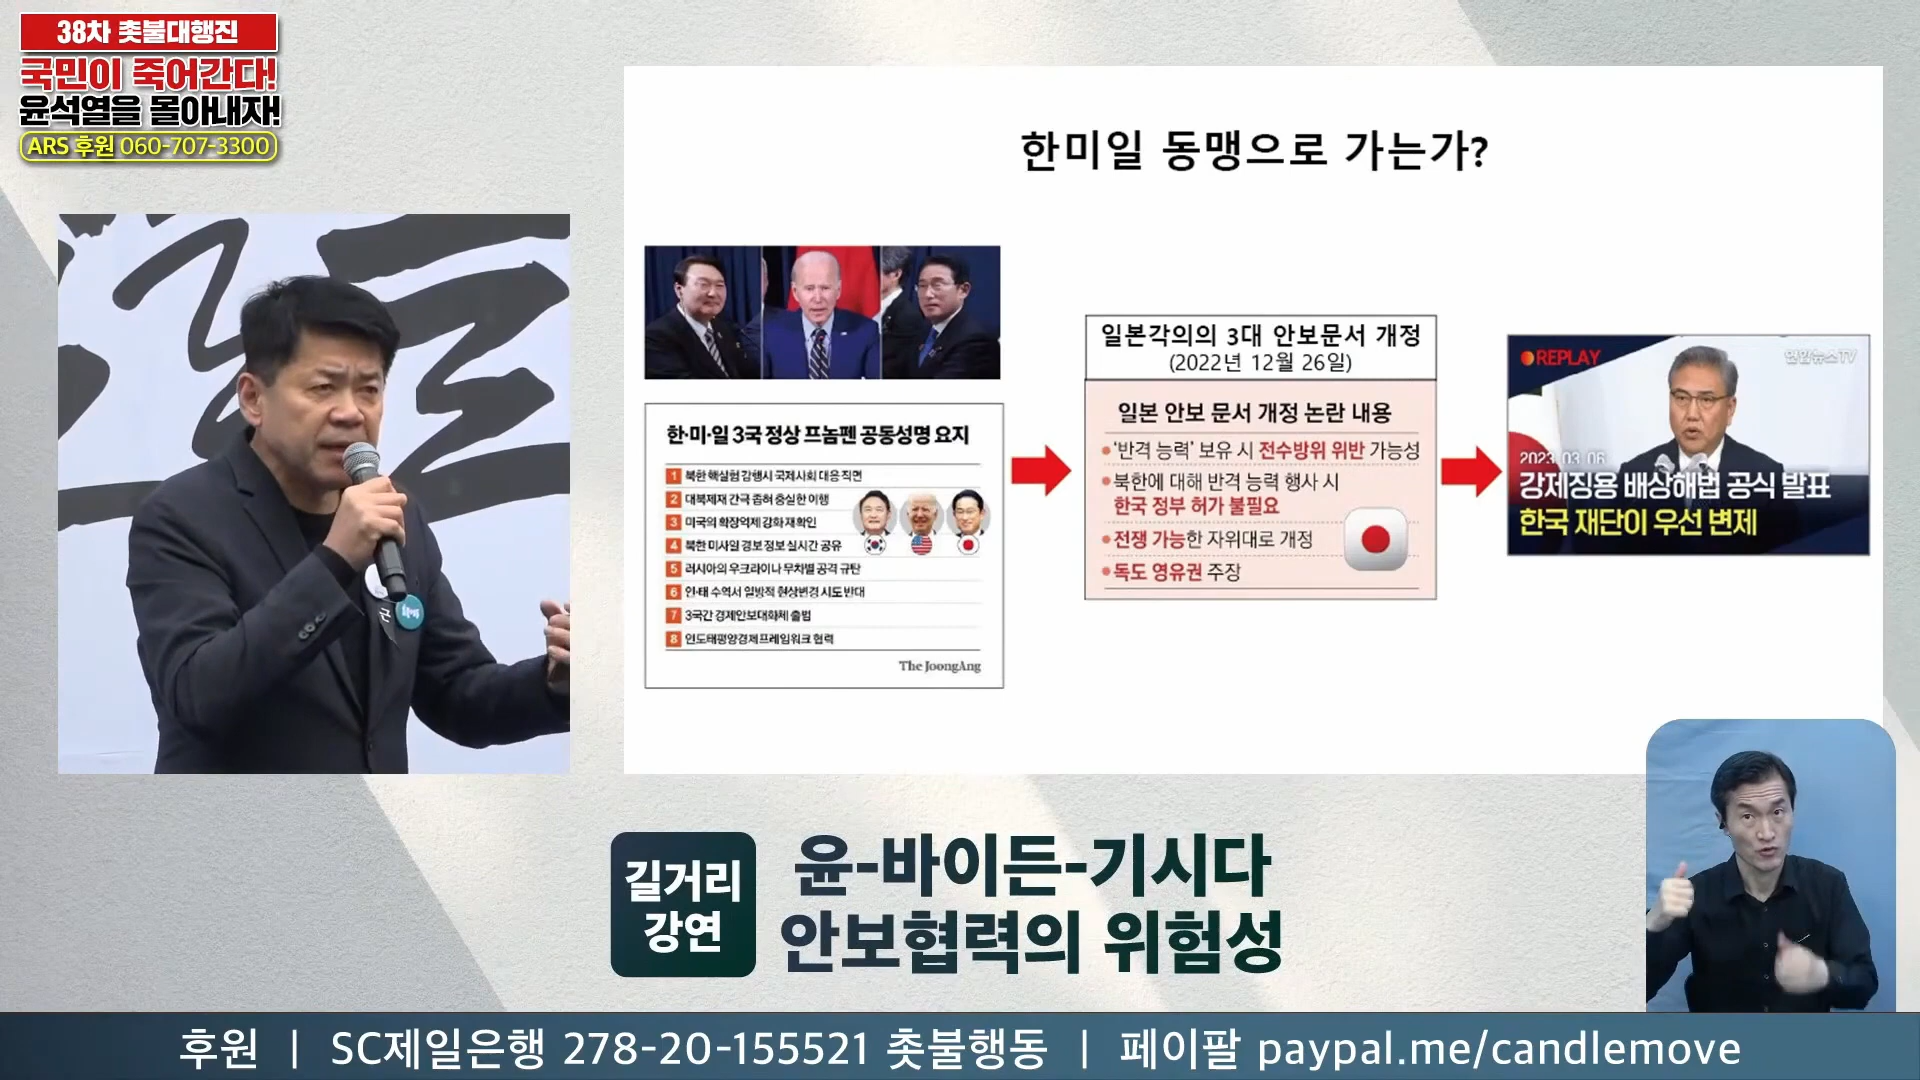 38차 촛불대행진
국민이 죽어간다!
윤석열을 몰아내자!
ARS 후원 060-707-3300
한미일 동맹으로 가는가?
한·미·일 3국 정상 프놈펜 공동성명 요지
1 북한 핵실험 감행시 국제사회 대응 직면
2 대북제재 간극 좁혀 충실한 이행
3 미국의 확장억제 강화 재확인
4 북한 미사일 경보 정보 실시간 공유
5 러시아의 우크라이나 무차별 공격 규탄
6 인·태 수역서 일방적 현상변경 시도 반대
7 3국간 경제안보대화체 출범
8 인도태평양경제프레임워크 협력
The JoongAng
일본각의의 3대 안보문서 개정
(2022년 12월 26일)
일본 안보 문서 개정 논란 내용
•'반격 능력' 보유 시 전수방위 위반 가능성
•북한에 대해 반격 능력 행사 시
한국 정부 허가 불필요
•전쟁 가능한 자위대로 개정
•독도 영유권 주장
REPLAY
연합뉴스TV
2023.03.06
강제징용 배상해법 공식 발표
한국 재단이 우선 변제
근
길거리
강연
윤-바이든-기시다
안보협력의 위험성
후원 | SC제일은행 278-20-155521 촛불행동 | 페이팔 paypal.me/candlemove